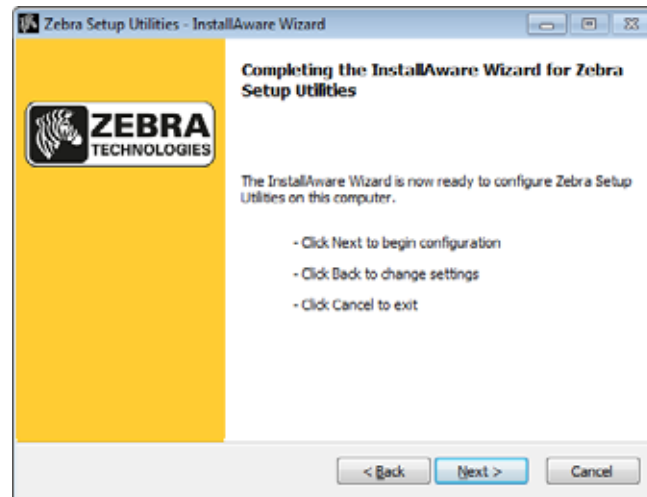 Zebra Setup Utilities - InstallAware Wizard
Completing the InstallAware Wizard for Zebra
Setup Utilities
ZEBRA
TECHNOLOGIES
The InstallAware Wizard is now ready to configure Zebra Setup
Utilities on this computer.
- Click Next to begin configuration
- Click Back to change settings
- Click Cancel to exit
< Back
Next >
Cancel